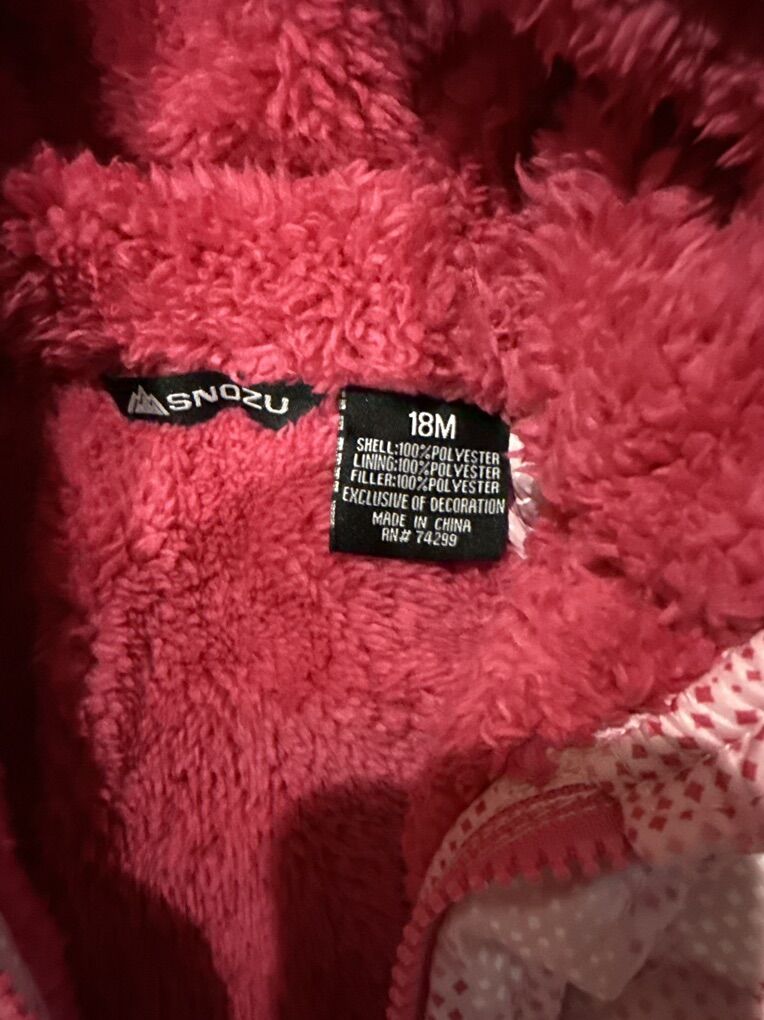 SNOZU
18M
SHELL:100%POLYESTER
LINING:100%POLYESTER
FILLER:100%POLYESTER
EXCLUSIVE OF DECORATION
MADE IN CHINA
RN# 74299